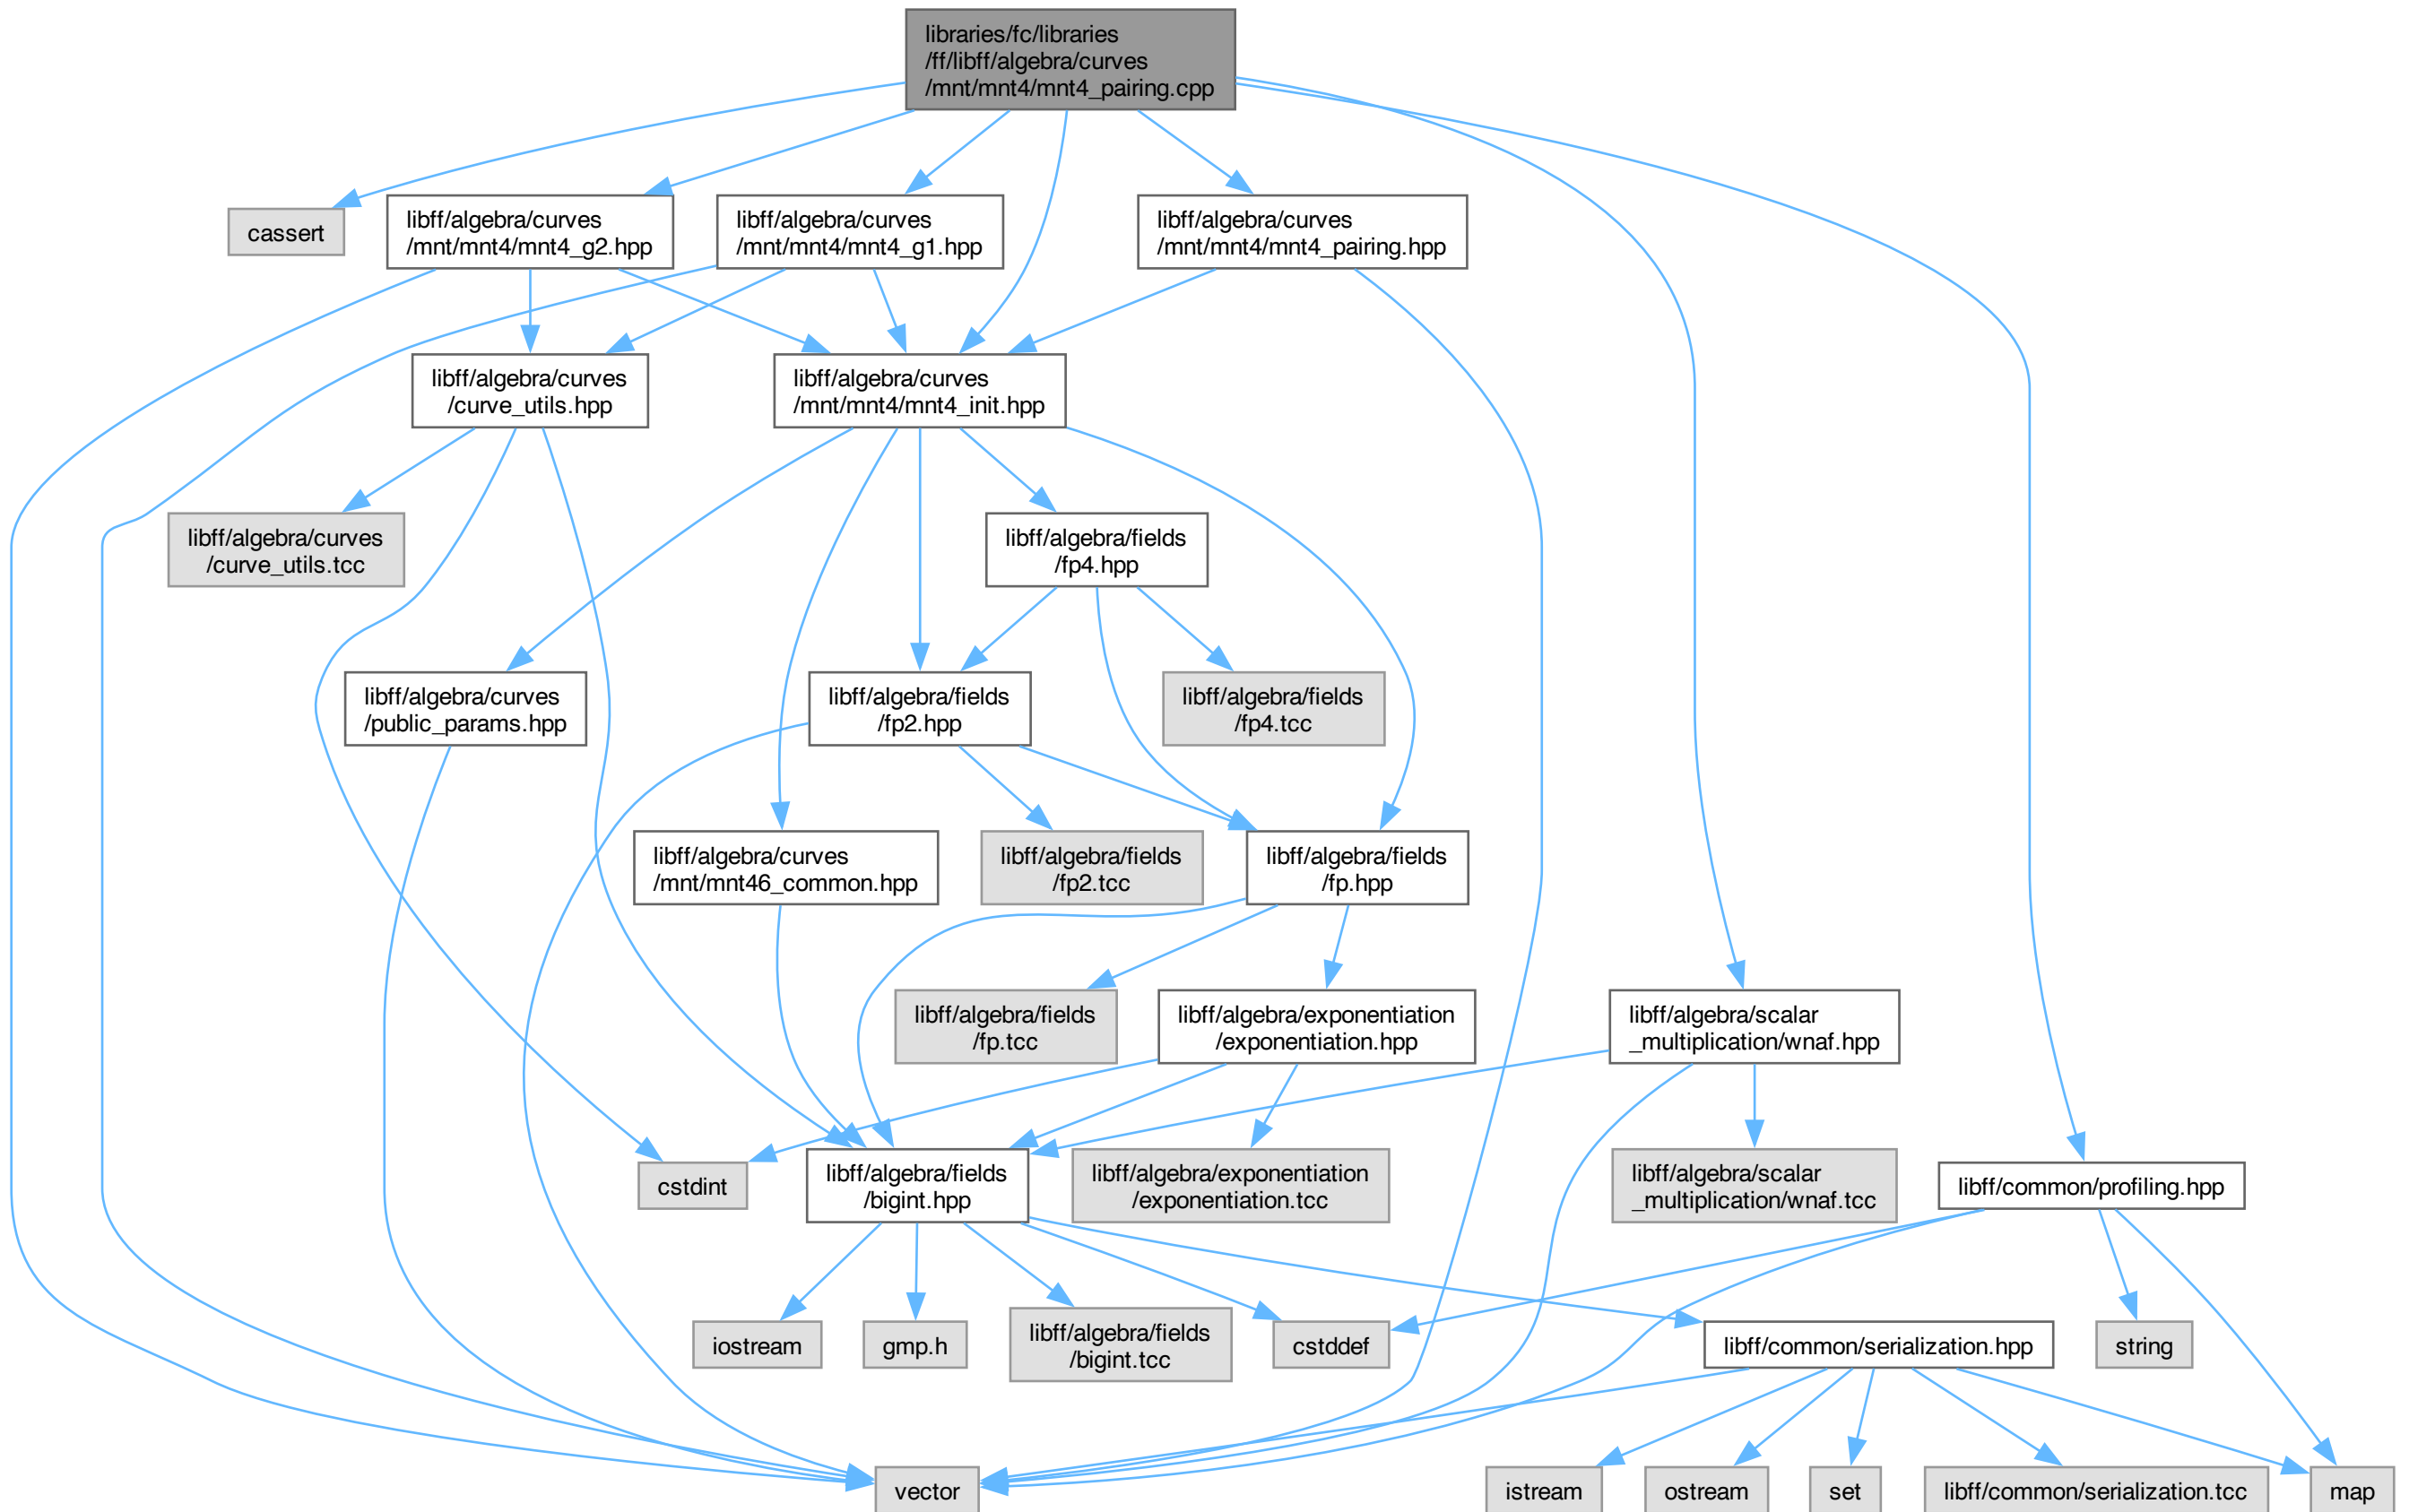 libraries/fc/libraries
/ff/libff/algebra/curves
/mnt/mnt4/mnt4_pairing.cpp
cassert
libff/algebra/curves
/mnt/mnt4/mnt4_g2.hpp
libff/algebra/curves
/mnt/mnt4/mnt4_g1.hpp
libff/algebra/curves
/mnt/mnt4/mnt4_pairing.hpp
libff/algebra/curves
/curve_utils.hpp
libff/algebra/curves
/mnt/mnt4/mnt4_init.hpp
libff/algebra/curves
/curve_utils.tcc
libff/algebra/fields
/fp4.hpp
libff/algebra/curves
/public_params.hpp
libff/algebra/fields
/fp2.hpp
libff/algebra/fields
/fp4.tcc
libff/algebra/curves
/mnt/mnt46_common.hpp
libff/algebra/fields
/fp2.tcc
libff/algebra/fields
/fp.hpp
libff/algebra/fields
/fp.tcc
libff/algebra/exponentiation
/exponentiation.hpp
libff/algebra/scalar
_multiplication/wnaf.hpp
cstdint
libff/algebra/fields
/bigint.hpp
libff/algebra/exponentiation
/exponentiation.tcc
libff/algebra/scalar
_multiplication/wnaf.tcc
libff/common/profiling.hpp
iostream
gmp.h
libff/algebra/fields
/bigint.tcc
cstddef
libff/common/serialization.hpp
string
vector
istream
ostream
set
libff/common/serialization.tcc
map